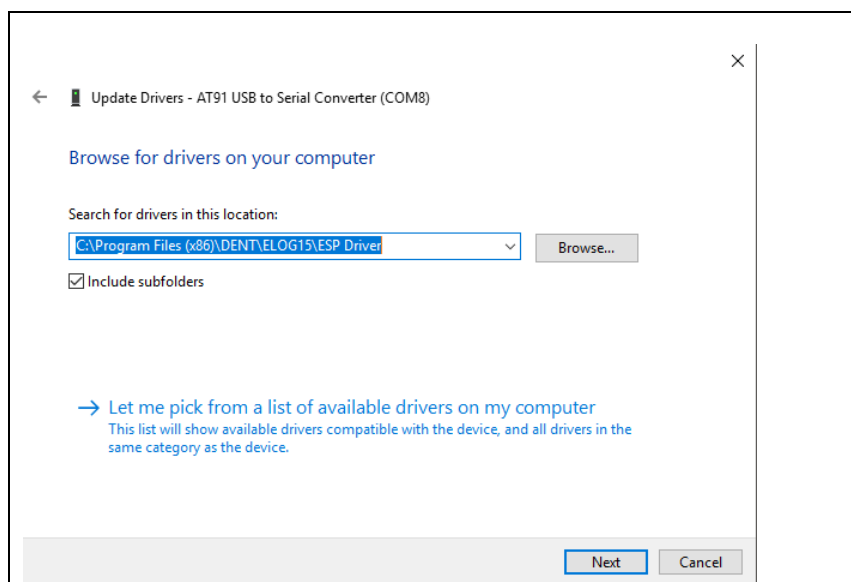 Update Drivers - AT91 USB to Serial Converter (COM8)
Browse for drivers on your computer
Search for drivers in this location:
C:\Program Files (x86)\DENT\ELOG15\ESP Driver
Browse...
Include subfolders
Let me pick from a list of available drivers on my computer
This list will show available drivers compatible with the device, and all drivers in the
same category as the device.
Next
Cancel